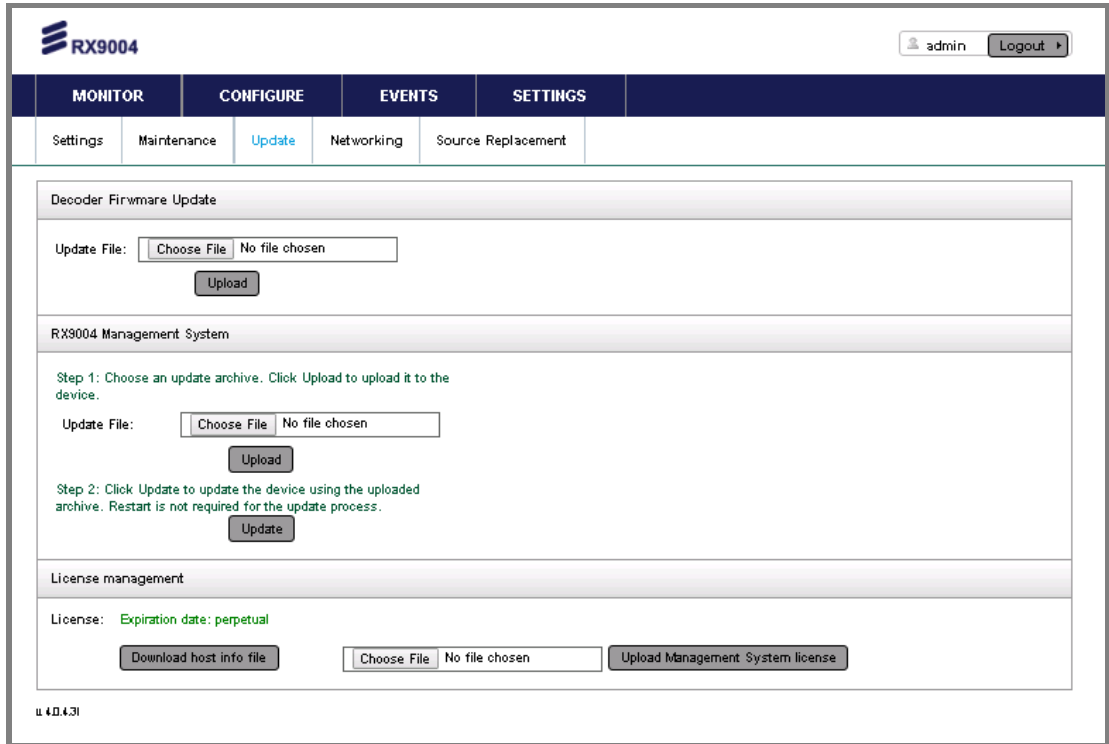 RX9004
admin Logout
MONITOR CONFIGURE EVENTS SETTINGS
Settings Maintenance Update Networking Source Replacement
Decoder Firwmare Update
Update File: Choose File No file chosen
Upload
RX9004 Management System
Step 1: Choose an update archive. Click Upload to upload it to the
device.
Update File: Choose File No file chosen
Upload
Step 2: Click Update to update the device using the uploaded
archive. Restart is not required for the update process.
Update
License management
License: Expiration date: perpetual
Download host info file Choose File No file chosen Upload Management System license